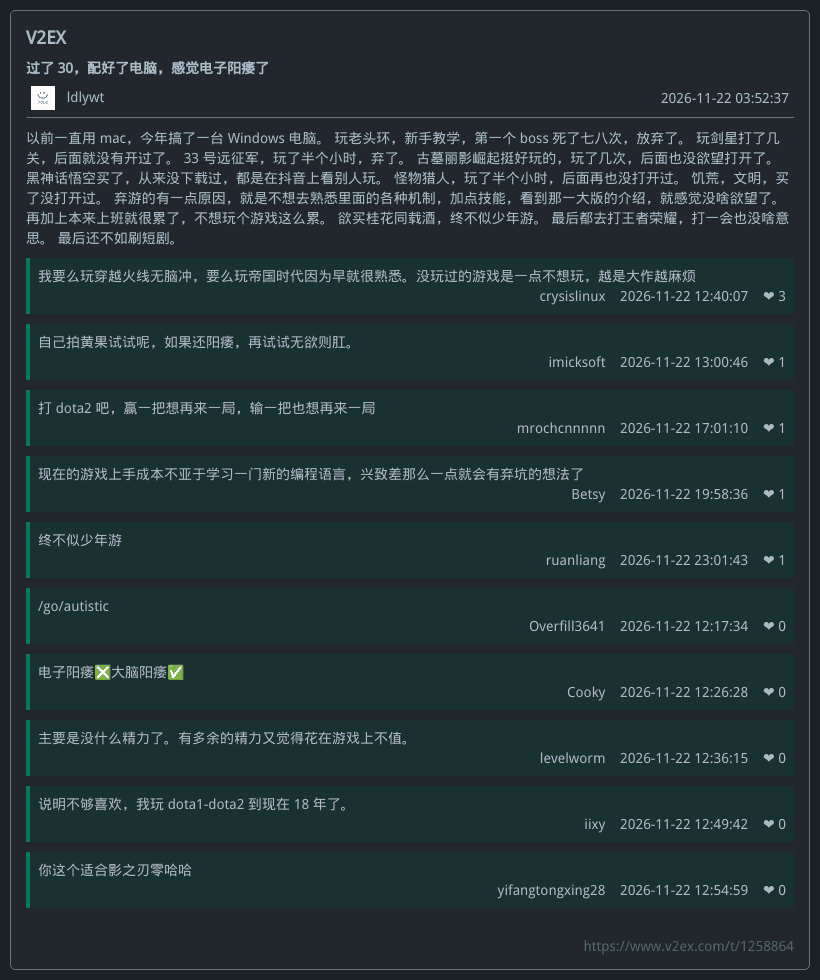 V2EX
过了 30，配好了电脑，感觉电子阳痿了
ldlywt
2026-11-22 03:52:37
以前一直用 mac，今年搞了一台 Windows 电脑。 玩老头环，新手教学，第一个 boss 死了七八次，放弃了。 玩剑星打了几
关，后面就没有开过了。 33 号远征军，玩了半个小时，弃了。 古墓丽影崛起挺好玩的，玩了几次，后面也没欲望打开了。
黑神话悟空买了，从来没下载过，都是在抖音上看别人玩。 怪物猎人，玩了半个小时，后面再也没打开过。 饥荒，文明，买
了没打开过。 弃游的有一点原因，就是不想去熟悉里面的各种机制，加点技能，看到那一大版的介绍，就感觉没啥欲望了。
再加上本来上班就很累了，不想玩个游戏这么累。 欲买桂花同载酒，终不似少年游。 最后都去打王者荣耀，打一会也没啥意
思。 最后还不如刷短剧。
我要么玩穿越火线无脑冲，要么玩帝国时代因为早就很熟悉。没玩过的游戏是一点不想玩，越是大作越麻烦
crysislinux 2026-11-22 12:40:07 ❤ 3
自己拍黄果试试呢，如果还阳痿，再试试无欲则肛。
imicksoft 2026-11-22 13:00:46 ❤ 1
打 dota2 吧，赢一把想再来一局，输一把也想再来一局
mrochcnnnnn 2026-11-22 17:01:10 ❤ 1
现在的游戏上手成本不亚于学习一门新的编程语言，兴致差那么一点就会有弃坑的想法了
Betsy 2026-11-22 19:58:36 ❤ 1
终不似少年游
ruanliang 2026-11-22 23:01:43 ❤ 1
/go/autistic
Overfill3641 2026-11-22 12:17:34 ❤ 0
电子阳痿❎大脑阳痿✅
Cooky 2026-11-22 12:26:28 ❤ 0
主要是没什么精力了。有多余的精力又觉得花在游戏上不值。
levelworm 2026-11-22 12:36:15 ❤ 0
说明不够喜欢，我玩 dota1-dota2 到现在 18 年了。
iixy 2026-11-22 12:49:42 ❤ 0
你这个适合影之刃零哈哈
yifangtongxing28 2026-11-22 12:54:59 ❤ 0
https://www.v2ex.com/t/1258864